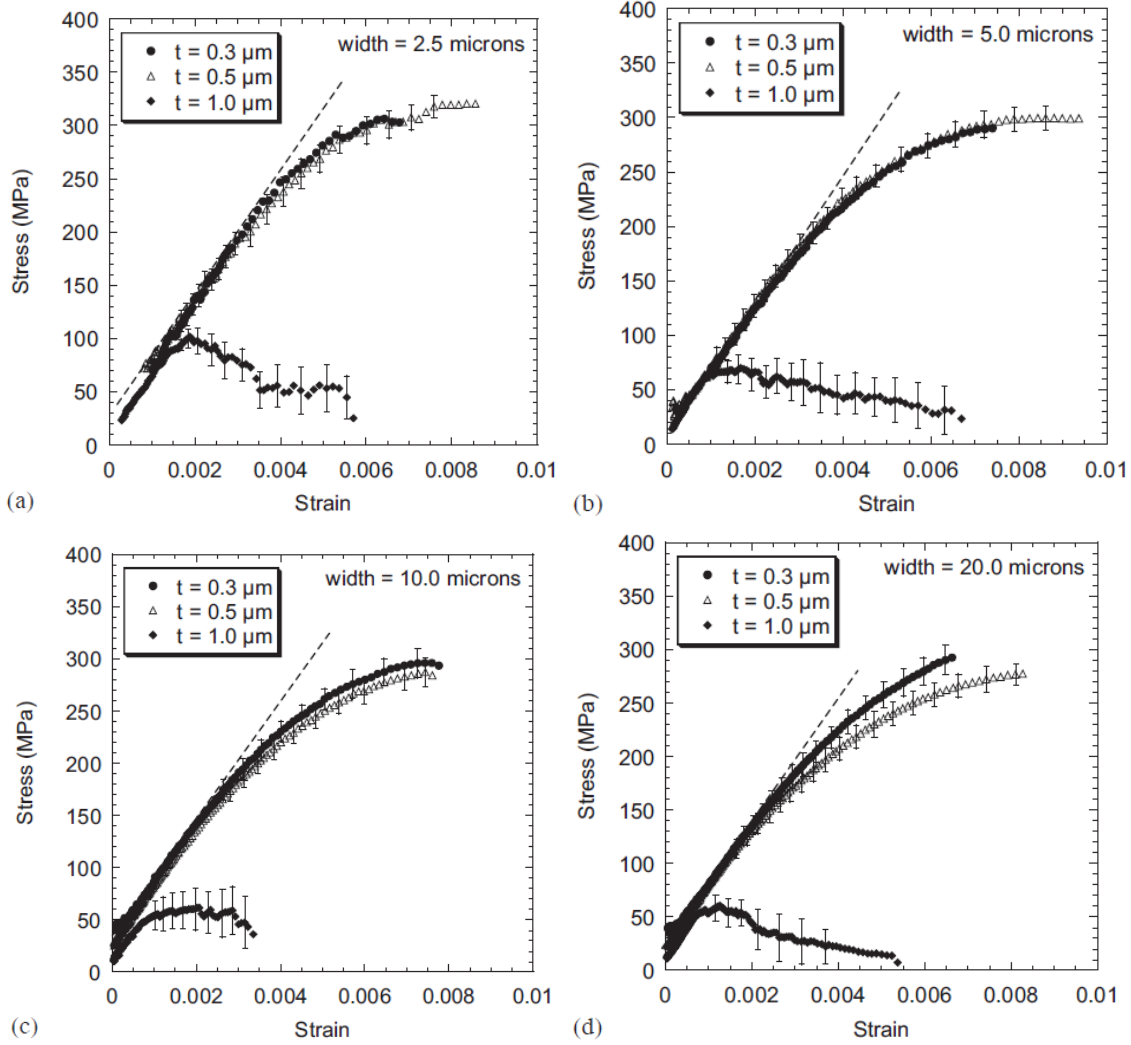 400
350
300
250
200
150
100
50
0
Stress (MPa)
t = 0.3 µm
t = 0.5 µm
t = 1.0 µm
width = 2.5 microns
0 0.002 0.004 0.006 0.008 0.01
Strain
(a)
400
350
300
250
200
150
100
50
0
Stress (MPa)
t = 0.3 µm
t = 0.5 µm
t = 1.0 µm
width = 5.0 microns
0 0.002 0.004 0.006 0.008 0.01
Strain
(b)
400
350
300
250
200
150
100
50
0
Stress (MPa)
t = 0.3 µm
t = 0.5 µm
t = 1.0 µm
width = 10.0 microns
0 0.002 0.004 0.006 0.008 0.01
Strain
(c)
400
350
300
250
200
150
100
50
0
Stress (MPa)
t = 0.3 µm
t = 0.5 µm
t = 1.0 µm
width = 20.0 microns
0 0.002 0.004 0.006 0.008 0.01
Strain
(d)